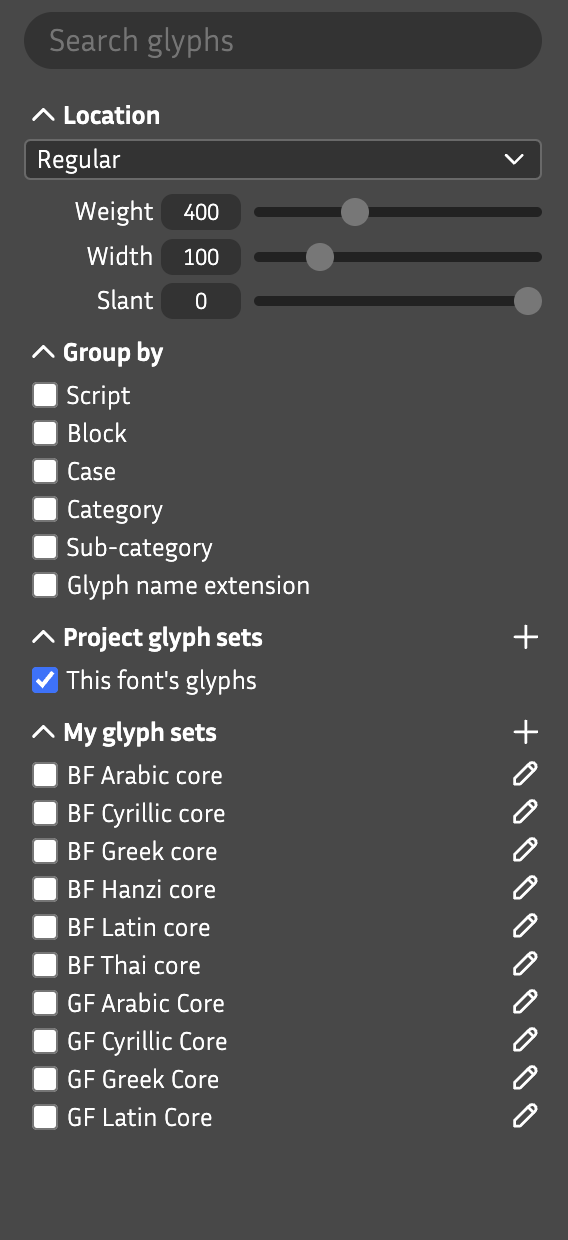 Search glyphs
Location
Regular
Weight 400
Width 100
Slant 0
Group by
Script
Block
Case
Category
Sub-category
Glyph name extension
Project glyph sets
This font's glyphs
My glyph sets
BF Arabic core
BF Cyrillic core
BF Greek core
BF Hanzi core
BF Latin core
BF Thai core
GF Arabic Core
GF Cyrillic Core
GF Greek Core
GF Latin Core